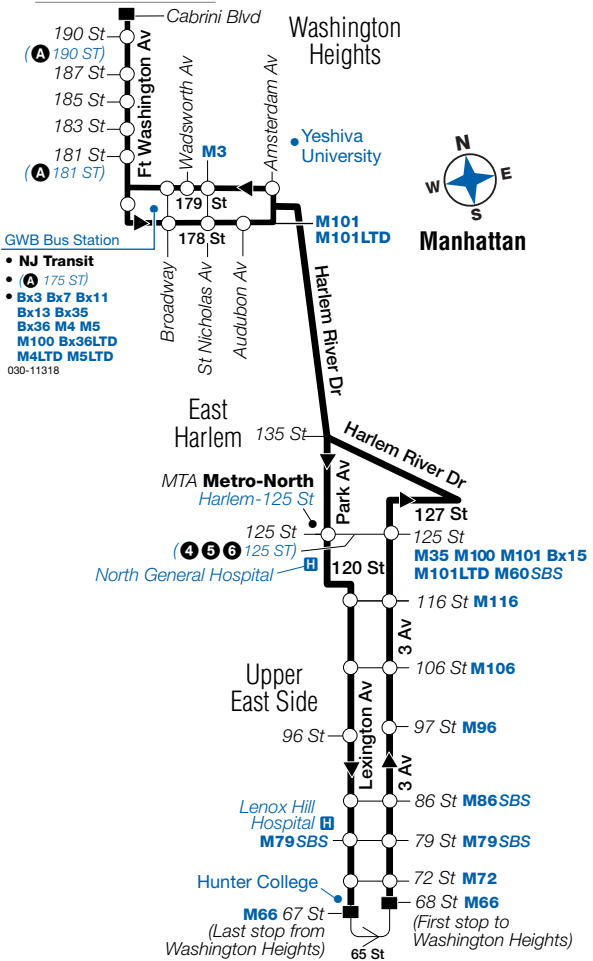 Cabrini Blvd
190 St
(A 190 ST)
187 St
185 St
183 St
181 St
(A 181 ST)
Ft Washington Av
Washington
Heights
Wadsworth Av
M3
Amsterdam Av
Yeshiva
University
N
W E
S
Manhattan
179 St
178 St
M101
M101LTD
GWB Bus Station
• NJ Transit
• (A 175 ST)
• Bx3 Bx7 Bx11
Bx13 Bx35
Bx36 M4 M5
M100 Bx36LTD
M4LTD M5LTD
030-11318
Broadway
St Nicholas Av
Audubon Av
Harlem River Dr
East
Harlem
135 St
Harlem River Dr
MTA Metro-North
Harlem-125 St
Park Av
127 St
125 St
(4 5 6 125 ST)
125 St
M35 M100 M101 Bx15
M101LTD M60SBS
North General Hospital H
120 St
116 St M116
3 Av
106 St M106
Upper
East Side
Lexington Av
96 St
97 St M96
3 Av
86 St M86SBS
Lenox Hill
Hospital H
M79SBS
79 St M79SBS
72 St M72
Hunter College
68 St M66
(First stop to
Washington Heights)
M66 67 St
(Last stop from
Washington Heights)
65 St